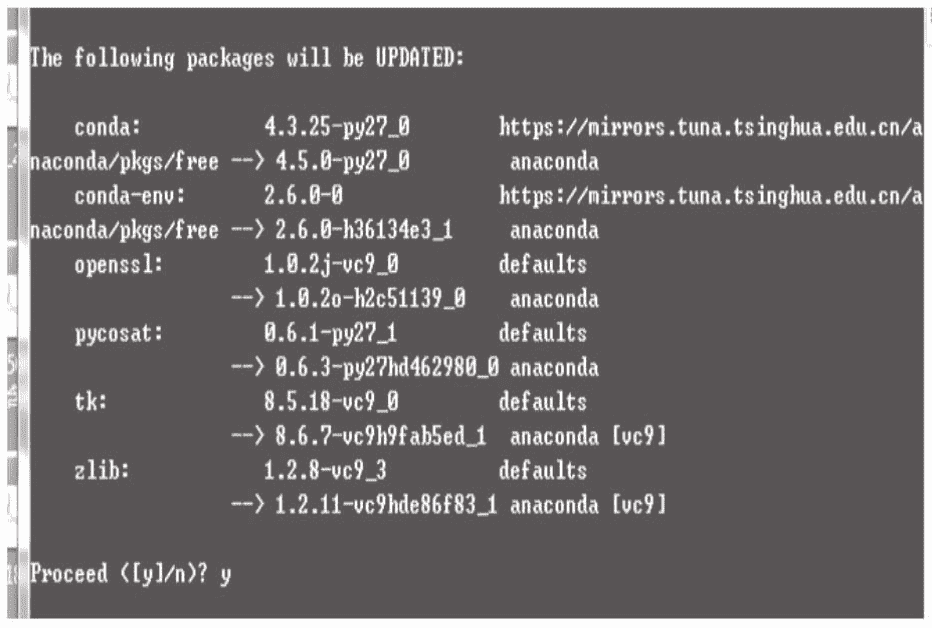 The following packages will be UPDATED:
conda: 4.3.25-py27_0 https://mirrors.tuna.tsinghua.edu.cn/a
naconda/pkgs/free --> 4.5.0-py27_0 anaconda
conda-env: 2.6.0-0 https://mirrors.tuna.tsinghua.edu.cn/a
naconda/pkgs/free --> 2.6.0-h36134e3_1 anaconda
openssl: 1.0.2j-vc9_0 defaults
--> 1.0.2o-h2c51139_0 anaconda
pycosat: 0.6.1-py27_1 defaults
--> 0.6.3-py27hd462980_0 anaconda
tk: 8.5.18-vc9_0 defaults
--> 8.6.7-vc9h9fab5ed_1 anaconda [vc9]
zlib: 1.2.8-vc9_3 defaults
--> 1.2.11-vc9hde86f83_1 anaconda [vc9]
Proceed ([y]/n)? y